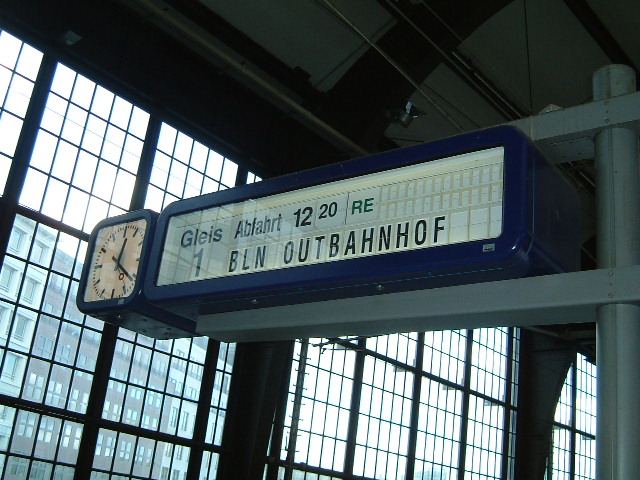 Gleis Abfahrt 12 20 RE
1 BLN OUTBAHNHOF